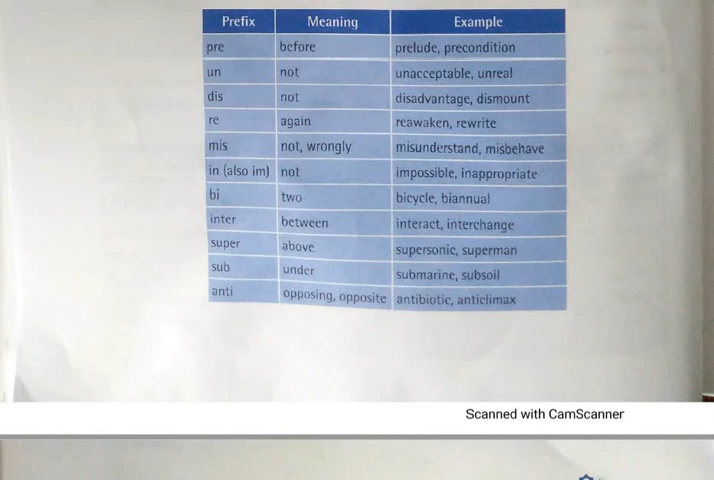 Prefix Meaning Example
pre before prelude, precondition
un not unacceptable, unreal
dis not disadvantage, dismount
re again reawaken, rewrite
mis not, wrongly misunderstand, misbehave
in (also im) not impossible, inappropriate
bi two bicycle, biannual
inter between interact, interchange
super above supersonic, superman
sub under submarine, subsoil
anti opposing, opposite antibiotic, anticlimax
Scanned with CamScanner